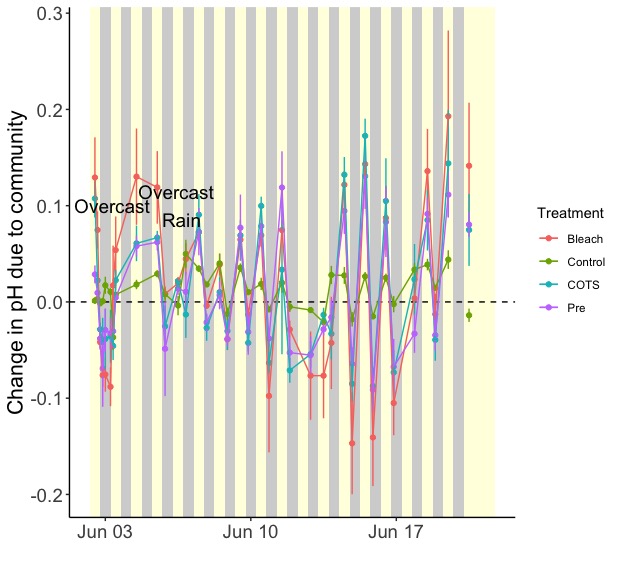 Change in pH due to community
0.3
0.2
0.1
0.0
-0.1
-0.2
Overcast
Overcast
Rain
Jun 03
Jun 10
Jun 17
Treatment
Bleach
Control
COTS
Pre